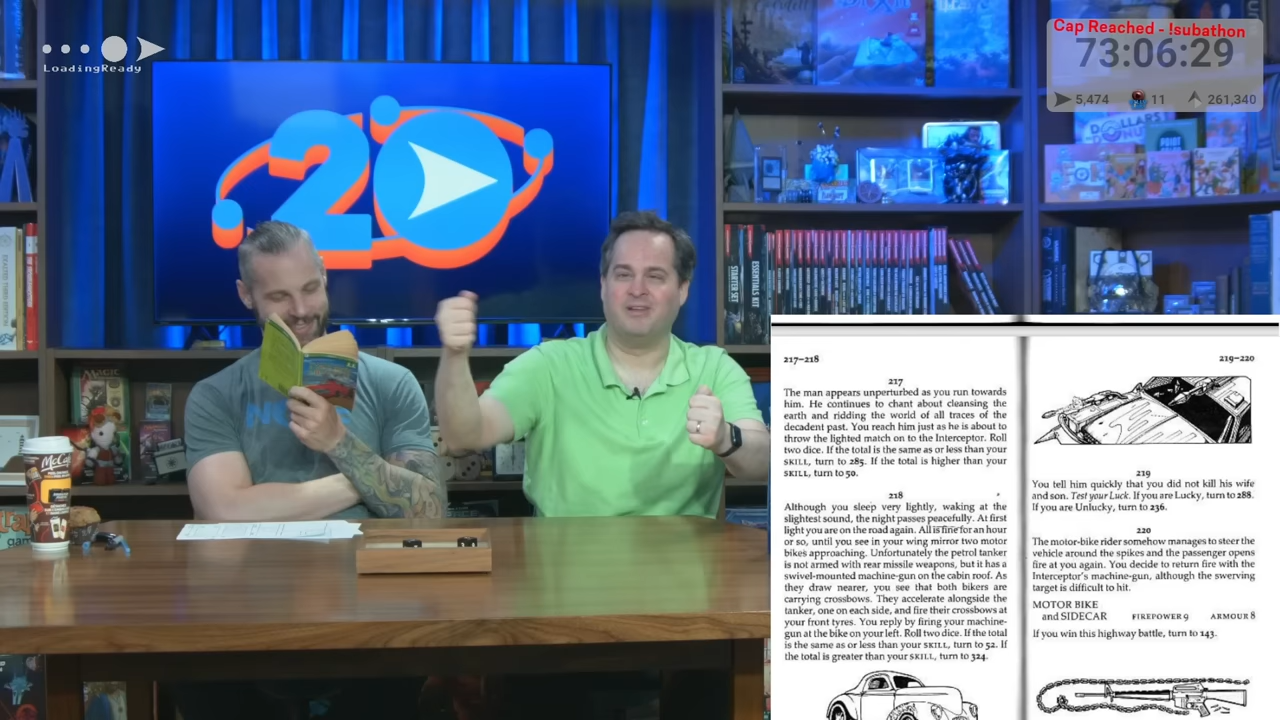 LoadingReady
Cap Reached - !subathon
73:06:29
5,474 11 261,340
20
STARTER SET
ESSENTIALS KIT
McCafé
MAGIC
217–218
217
The man appears unperturbed as you run towards
him. He continues to chant about cleansing the
earth and ridding the world of all traces of the
decadent past. You reach him just as he is about to
throw the lighted match on to the Interceptor. Roll
two dice. If the total is the same as or less than your
SKILL, turn to 285. If the total is higher than your
SKILL, turn to 50.
218
Although you sleep very lightly, waking at the
slightest sound, the night passes peacefully. At first
light you are on the road again. All is fine for an hour
or so, until you see in your wing mirror two motor
bikes approaching. Unfortunately the petrol tanker
is not armed with rear missile weapons, but it has a
swivel-mounted machine-gun on the cabin roof. As
they draw nearer, you see that both bikers are
carrying crossbows. They accelerate alongside the
tanker, one on each side, and fire their crossbows at
your front tyres. You reply by firing your machine-
gun at the bike on your left. Roll two dice. If the total
is the same as or less than your SKILL, turn to 52. If
the total is greater than your SKILL, turn to 324.
219–220
219
You tell him quickly that you did not kill his wife
and son. Test your Luck. If you are Lucky, turn to 288.
If you are Unlucky, turn to 236.
220
The motor-bike rider somehow manages to steer the
vehicle around the spikes and the passenger opens
fire at you again. You decide to return fire with the
Interceptor's machine-gun, although the swerving
target is difficult to hit.
MOTOR BIKE
and SIDECAR FIREPOWER 9 ARMOUR 8
If you win this highway battle, turn to 143.